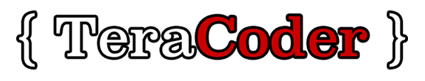 { TeraCoder }